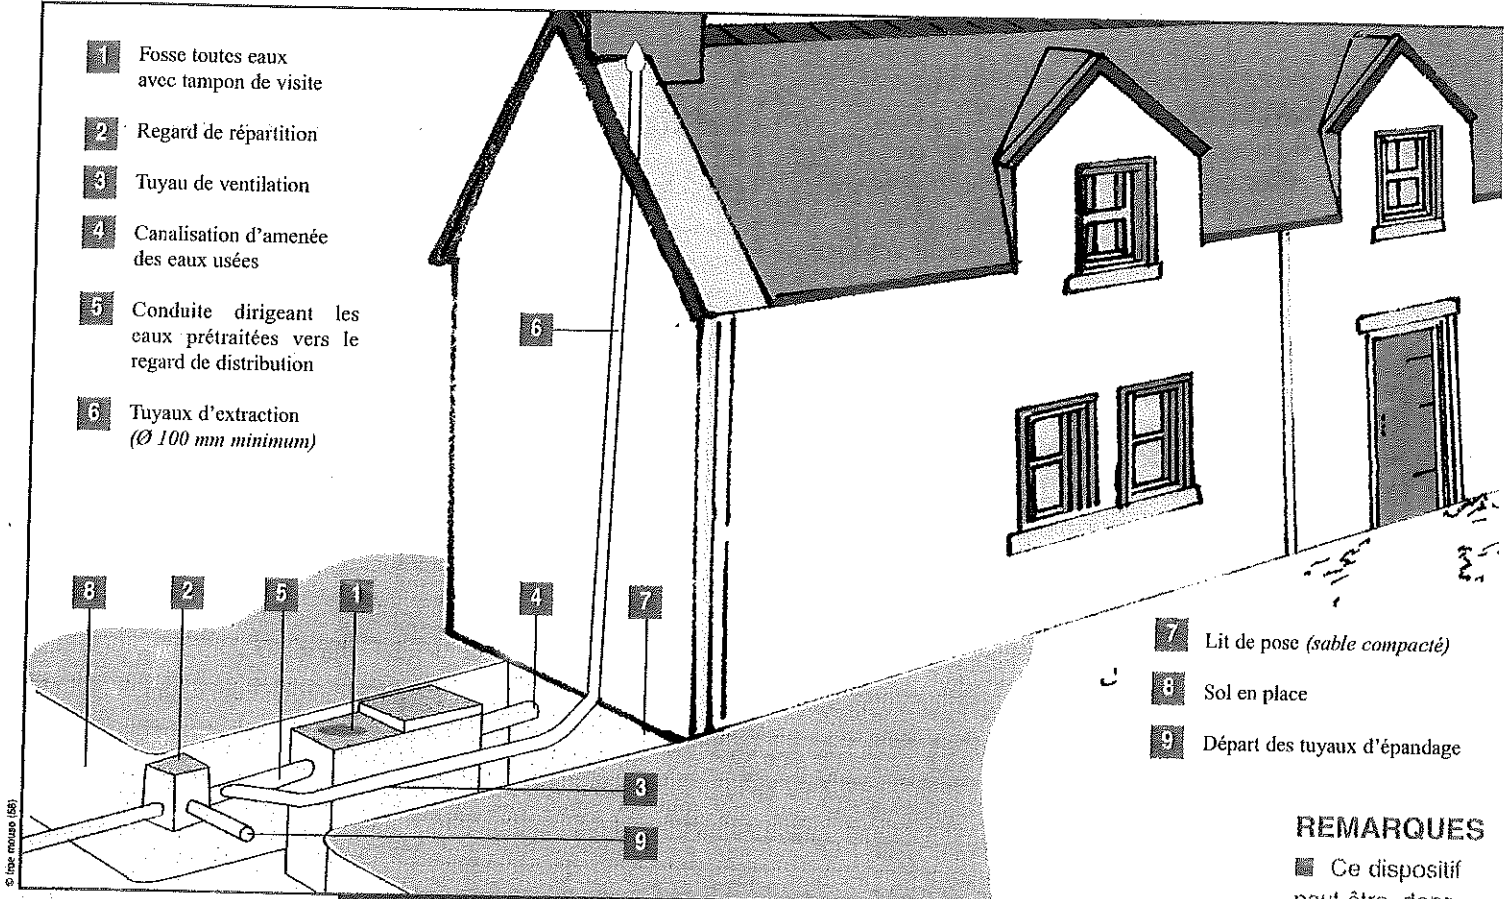 1 Fosse toutes eaux
avec tampon de visite
2 Regard de répartition
3 Tuyau de ventilation
4 Canalisation d'amenée
des eaux usées
5 Conduite dirigeant les
eaux prétraitées vers le
regard de distribution
6 Tuyaux d'extraction
(Ø 100 mm minimum)
6
8 2 5 1 4 7
3
9
7 Lit de pose (sable compacté)
8 Sol en place
9 Départ des tuyaux d'épandage
REMARQUES
Ce dispositif